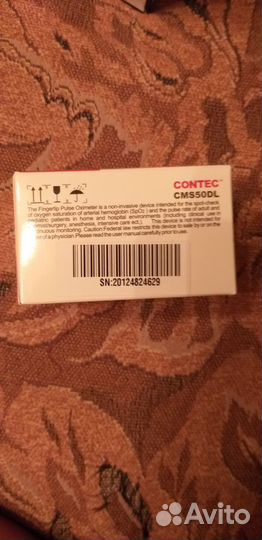 CONTEC™
CMS50DL
The Fingertip Pulse Oximeter is a non-invasive device intended for the spot-check
of oxygen saturation of arterial hemoglobin (SpO2) and the pulse rate of adult and
pediatric patients in home and hospital environments (including clinical use in
internist/surgery, anesthesia, intensive care ect.). This device is not intended for
continuous monitoring. Caution:Federal law restricts this device to sale by or on the
order of a physician.Please read the user manual carefully prior to use.
SN:20124824629
Avito